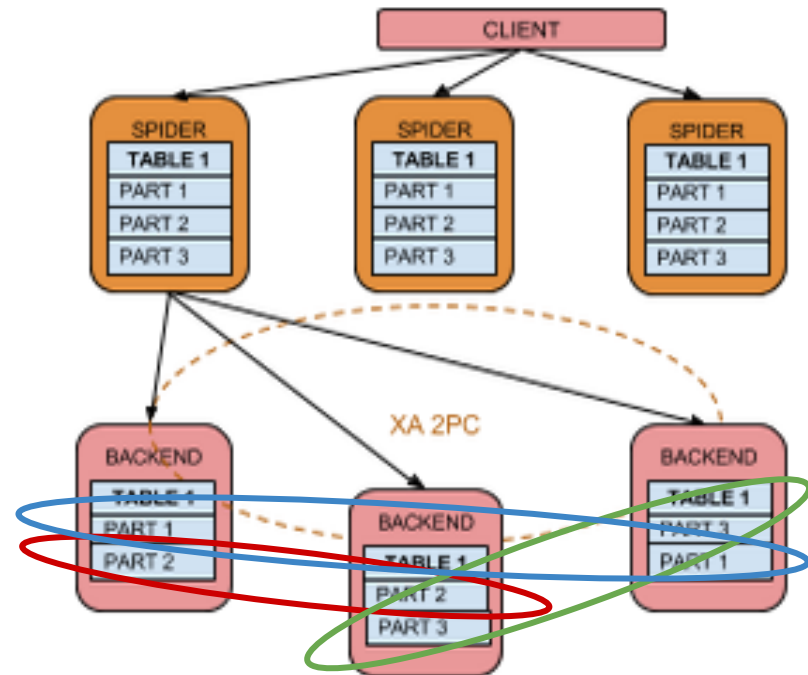 CLIENT
SPIDER
TABLE 1
PART 1
PART 2
PART 3
SPIDER
TABLE 1
PART 1
PART 2
PART 3
SPIDER
TABLE 1
PART 1
PART 2
PART 3
XA 2PC
BACKEND
TABLE 1
PART 1
PART 2
BACKEND
TABLE 1
PART 2
PART 3
BACKEND
TABLE 1
PART 3
PART 1